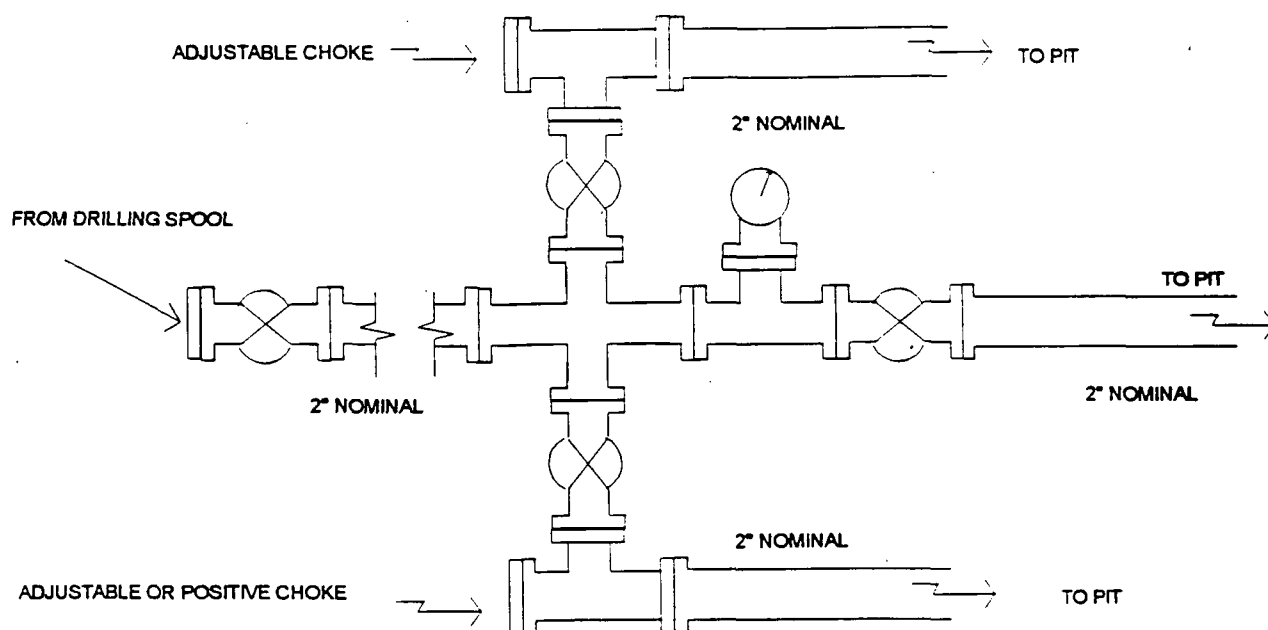 ADJUSTABLE CHOKE
TO PIT
2" NOMINAL
FROM DRILLING SPOOL
TO PIT
2" NOMINAL
2" NOMINAL
2" NOMINAL
ADJUSTABLE OR POSITIVE CHOKE
TO PIT